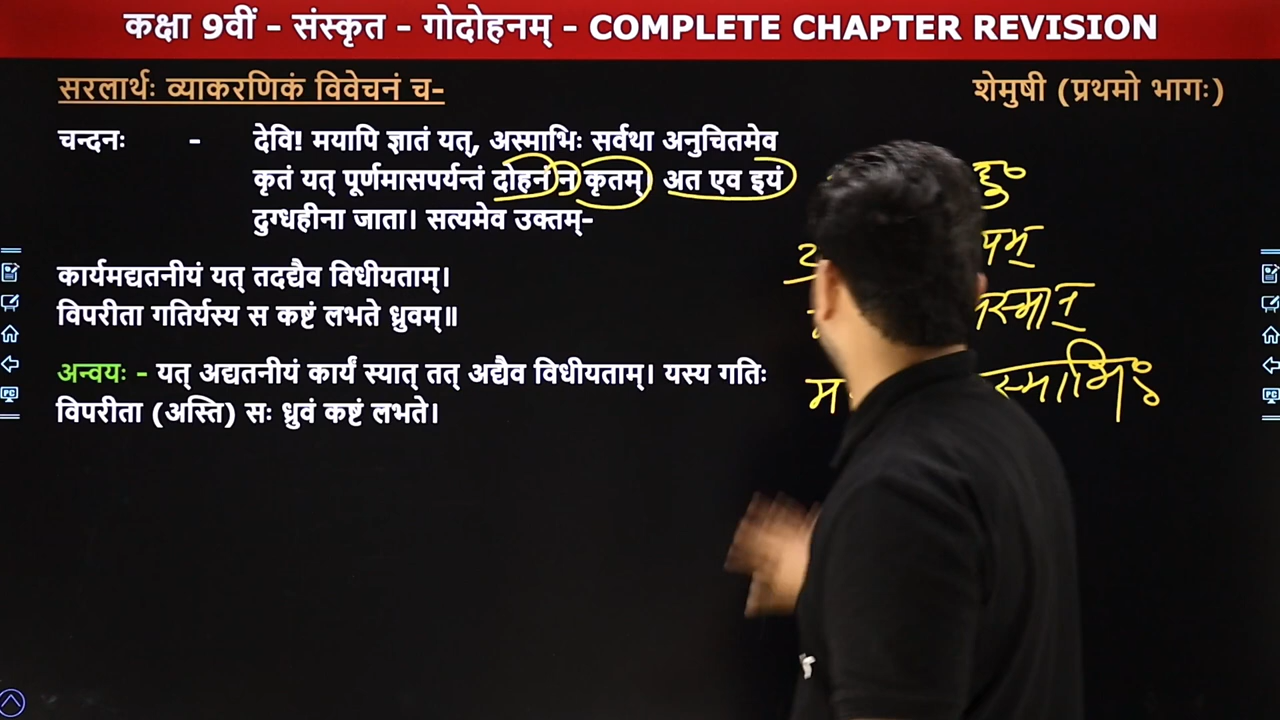 कक्षा 9वीं - संस्कृत - गोदोहनम् - COMPLETE CHAPTER REVISION
सरलार्थः व्याकरणिकं विवेचनं च-
शेमुषी (प्रथमो भागः)
चन्दनः - देवि! मयापि ज्ञातं यत्, अस्माभिः सर्वथा अनुचितमेव
कृतं यत् पूर्णमासपर्यन्तं दोहनं न कृतम्। अत एव इयं
दुग्धहीना जाता। सत्यमेव उक्तम्-
कार्यमद्यतनीयं यत् तदद्यैव विधीयताम्।
विपरीता गतिर्यस्य स कष्टं लभते ध्रुवम्॥
अन्वयः - यत् अद्यतनीयं कार्यं स्यात् तत् अद्यैव विधीयताम्। यस्य गतिः
विपरीता (अस्ति) सः ध्रुवं कष्टं लभते।